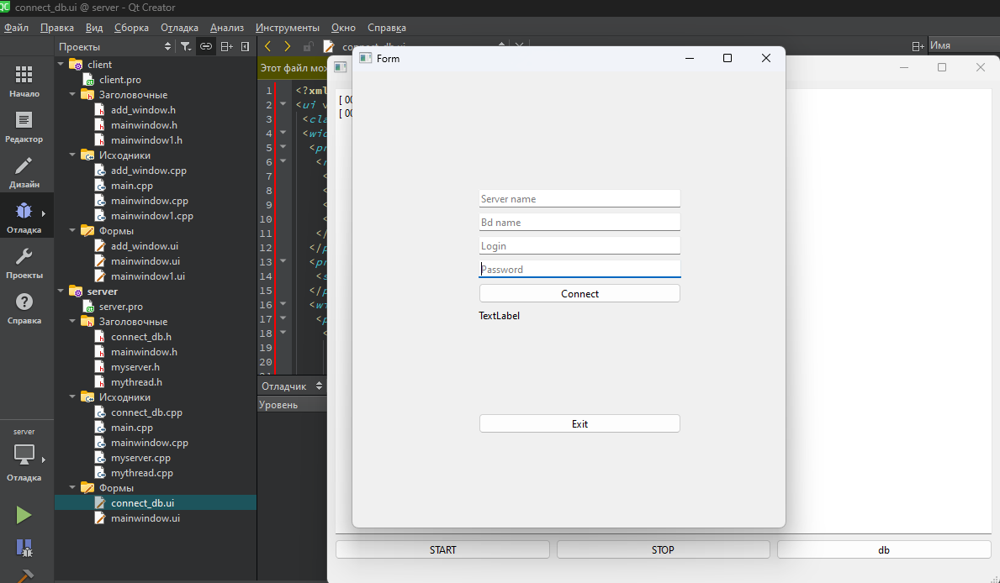 QC connect_db.ui @ server - Qt Creator
Файл Правка Вид Сборка Отладка Анализ Инструменты Окно Справка
Проекты
connect_db.ui
Имя
Этот файл
Начало
Редактор
Дизайн
Отладка
Проекты
Справка
server
Отладка
client
client.pro
Заголовочные
add_window.h
mainwindow.h
mainwindow1.h
Исходники
add_window.cpp
main.cpp
mainwindow.cpp
mainwindow1.cpp
Формы
add_window.ui
mainwindow.ui
mainwindow1.ui
server
server.pro
Заголовочные
connect_db.h
mainwindow.h
myserver.h
mythread.h
Исходники
connect_db.cpp
main.cpp
mainwindow.cpp
myserver.cpp
mythread.cpp
Формы
connect_db.ui
mainwindow.ui
1 <?xml
2 <ui v
3 <cla
4 <wid
5 <pr
6 <r
7 <
8 <
9 <
10 <
11 </
12 </p
13 <pr
14 <s
15 </p
16 <wi
17 <p
18 <
19
20
Отладчик
Уровень
[ 00
[ 00
Form
Server name
Bd name
Login
Password
Connect
TextLabel
Exit
START STOP db